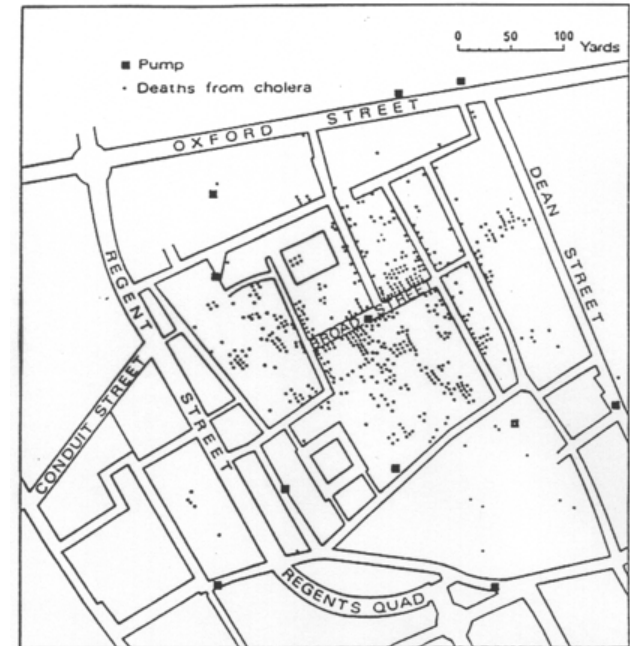 0 50 100
Yards
Pump
Deaths from cholera
OXFORD STREET
DEAN STREET
REGENT STREET
BROAD STREET
CONDUIT STREET
REGENTS QUAD